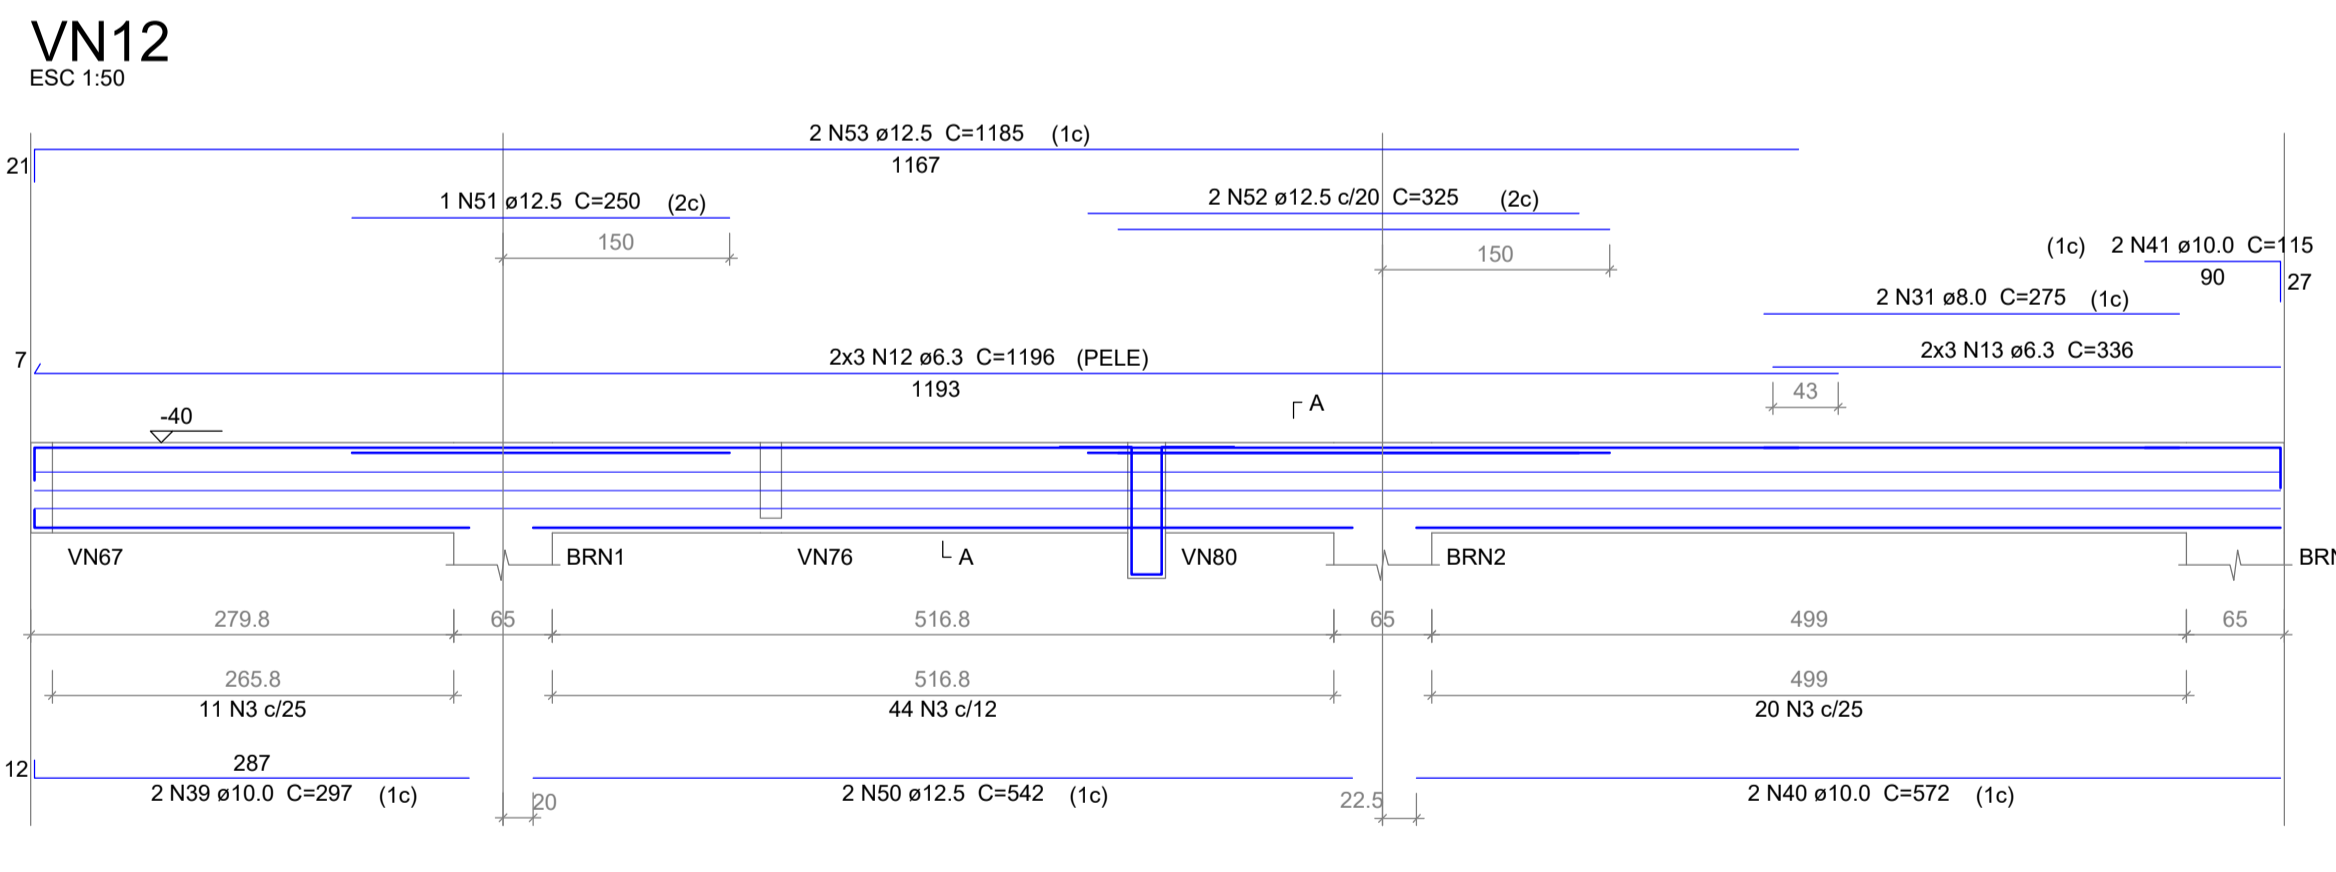 VN12
ESC 1:50
2 N53 ø12.5 C=1185 (1c)
21
1167
1 N51 ø12.5 C=250 (2c)
2 N52 ø12.5 c/20 C=325 (2c)
150
150
(1c) 2 N41 ø10.0 C=115
90
27
2 N31 ø8.0 C=275 (1c)
7
2x3 N12 ø6.3 C=1196 (PELE)
2x3 N13 ø6.3 C=336
1193
43
A
-40
VN67
BRN1
VN76
A
VN80
BRN2
BRN
279.8
65
516.8
65
499
65
265.8
516.8
499
11 N3 c/25
44 N3 c/12
20 N3 c/25
12
287
2 N39 ø10.0 C=297 (1c)
20
2 N50 ø12.5 C=542 (1c)
22.5
2 N40 ø10.0 C=572 (1c)